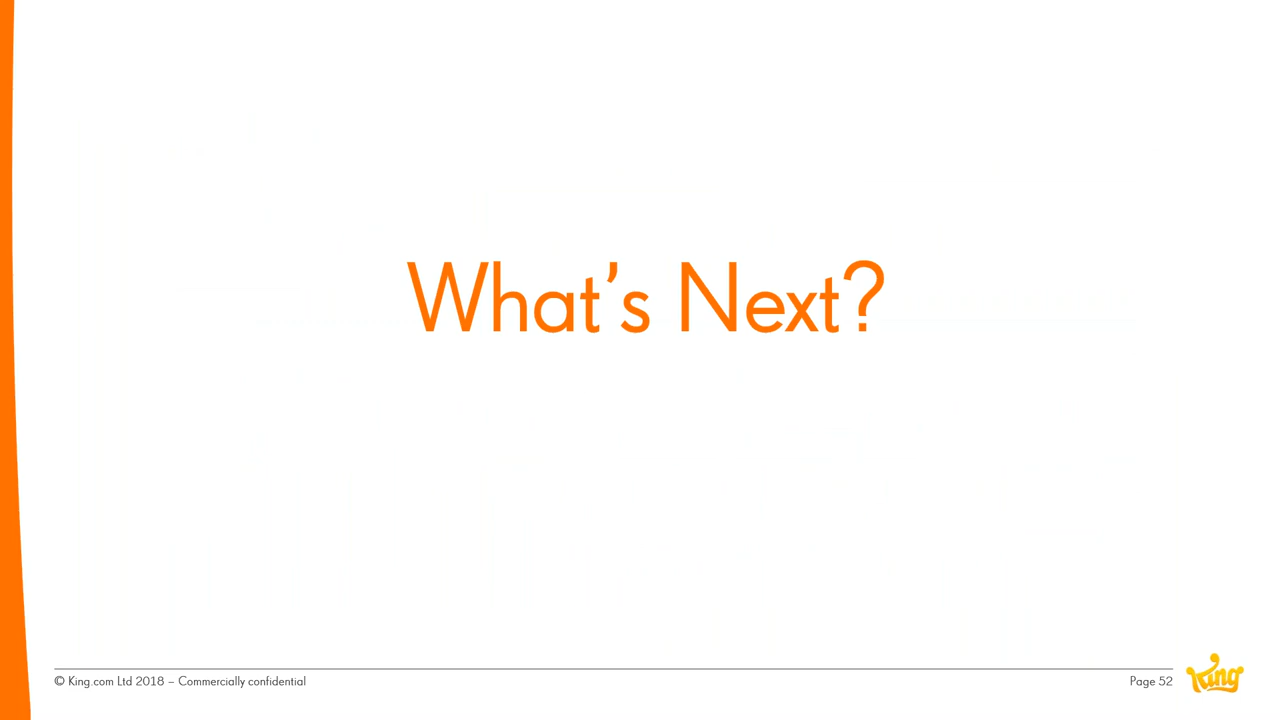 What’s Next?
© King.com Ltd 2018 – Commercially confidential
Page 52
King